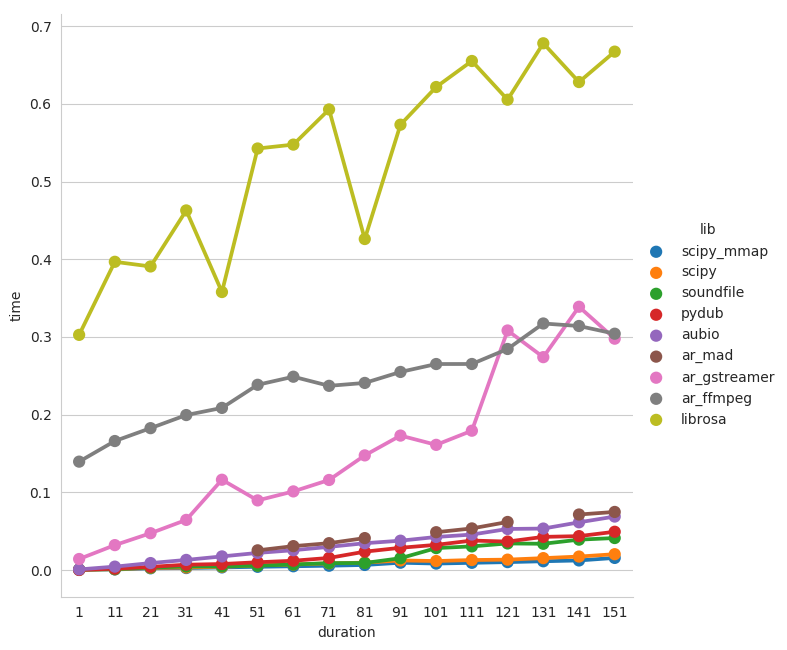 0.7
0.6
0.5
0.4
0.3
0.2
0.1
0.0
time
1 11 21 31 41 51 61 71 81 91 101 111 121 131 141 151
duration
lib
scipy_mmap
scipy
soundfile
pydub
aubio
ar_mad
ar_gstreamer
ar_ffmpeg
librosa